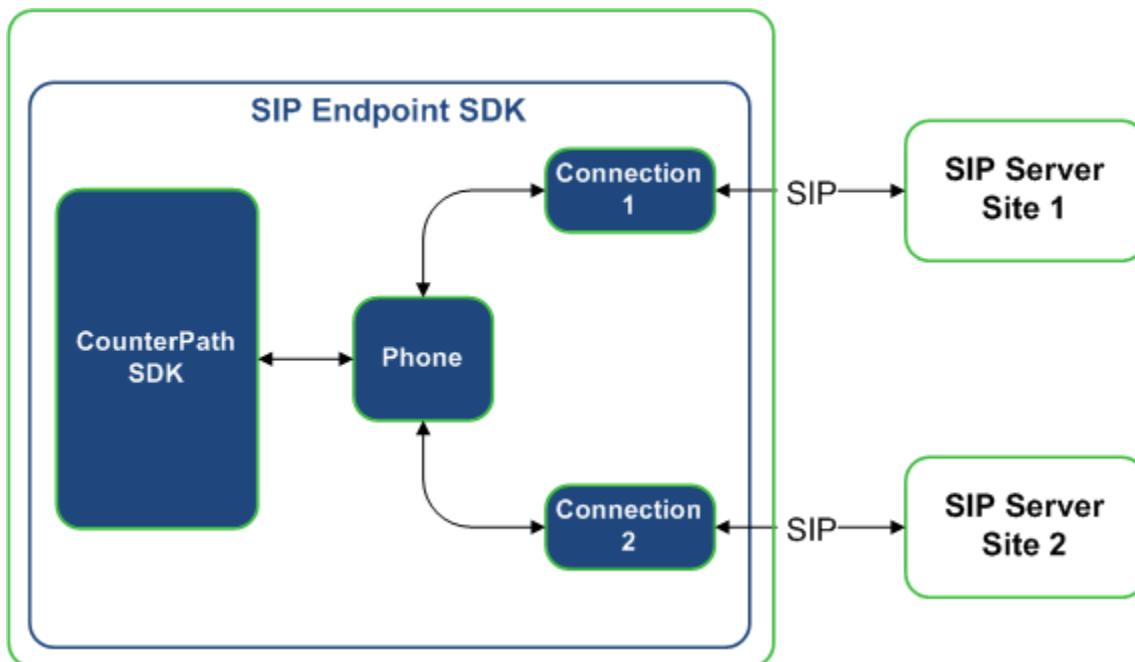 SIP Endpoint SDK
Connection
1
SIP
SIP Server
Site 1
CounterPath
SDK
Phone
Connection
2
SIP
SIP Server
Site 2